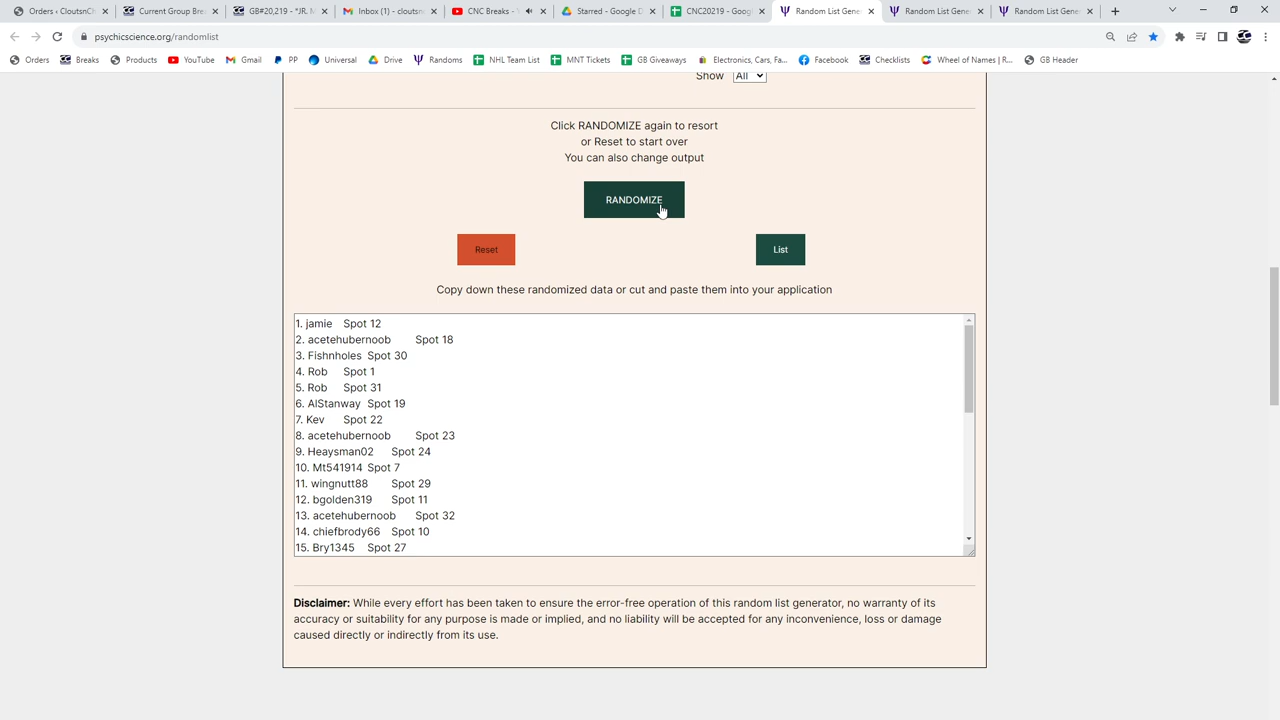 Orders ‹ CloutsnCh
Current Group Break
GB#20,219 - *JR. M
Inbox (1) - cloutsn
CNC Breaks -
Starred - Google D
CNC20219 - Goog
Random List Gene
Random List Gene
Random List Gene
psychicscience.org/randomlist
Orders Breaks Products YouTube Gmail PP Universal Drive Randoms NHL Team List MNT Tickets GB Giveaways Electronics, Cars, Fa... Facebook Checklists Wheel of Names | R... GB Header
Show All
Click RANDOMIZE again to resort
or Reset to start over
You can also change output
RANDOMIZE
Reset List
Copy down these randomized data or cut and paste them into your application
1. jamie Spot 12
2. acetehubernoob Spot 18
3. Fishnholes Spot 30
4. Rob Spot 1
5. Rob Spot 31
6. AlStanway Spot 19
7. Kev Spot 22
8. acetehubernoob Spot 23
9. Heaysman02 Spot 24
10. Mt541914 Spot 7
11. wingnutt88 Spot 29
12. bgolden319 Spot 11
13. acetehubernoob Spot 32
14. chiefbrody66 Spot 10
15. Bry1345 Spot 27
Disclaimer: While every effort has been taken to ensure the error-free operation of this random list generator, no warranty of its
accuracy or suitability for any purpose is made or implied, and no liability will be accepted for any inconvenience, loss or damage
caused directly or indirectly from its use.